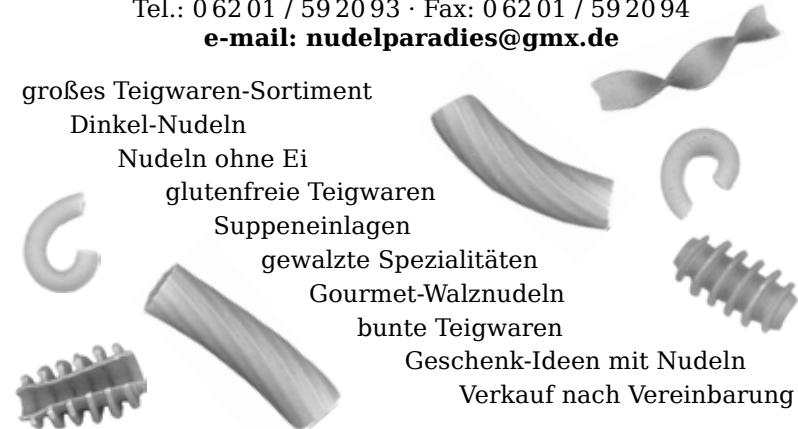 Tel.: 0 62 01 / 59 20 93 · Fax: 0 62 01 / 59 20 94
e-mail: nudelparadies@gmx.de
großes Teigwaren-Sortiment
Dinkel-Nudeln
Nudeln ohne Ei
glutenfreie Teigwaren
Suppeneinlagen
gewalzte Spezialitäten
Gourmet-Walznudeln
bunte Teigwaren
Geschenk-Ideen mit Nudeln
Verkauf nach Vereinbarung